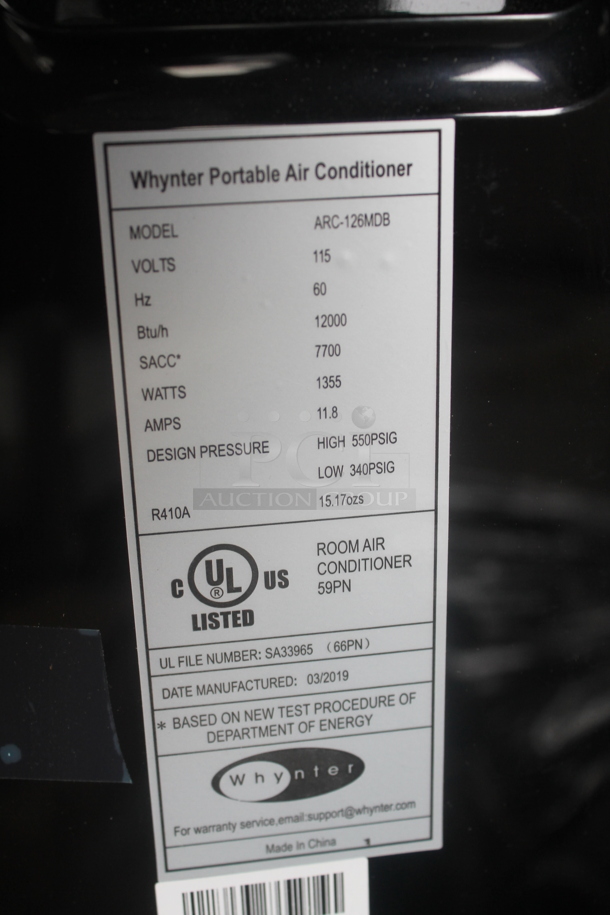 Whynter Portable Air Conditioner
MODEL ARC-126MDB
VOLTS 115
Hz 60
Btu/h 12000
SACC* 7700
WATTS 1355
AMPS 11.8
DESIGN PRESSURE HIGH 550PSIG
LOW 340PSIG
R410A 15.17ozs
PCI
AUCTION GROUP
C UL US
®
LISTED
ROOM AIR
CONDITIONER
59PN
UL FILE NUMBER: SA33965 (66PN)
DATE MANUFACTURED: 03/2019
* BASED ON NEW TEST PROCEDURE OF
DEPARTMENT OF ENERGY
Whynter
For warranty service,email:support@whynter.com
Made In China